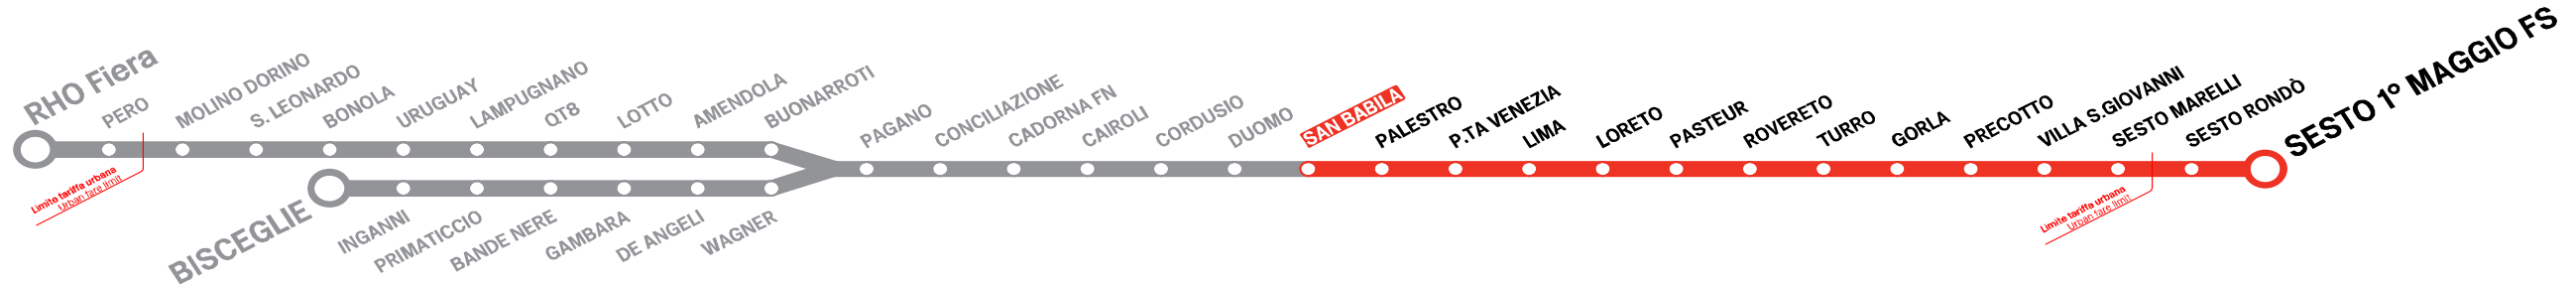 RHO Fiera
PERO
MOLINO DORINO
S. LEONARDO
BONOLA
URUGUAY
LAMPUGNANO
QT8
LOTTO
AMENDOLA
BUONARROTI
PAGANO
CONCILIAZIONE
CADORNA FN
CAIROLI
CORDUSIO
DUOMO
SAN BABILA
PALESTRO
P.TA VENEZIA
LIMA
LORETO
PASTEUR
ROVERETO
TURRO
GORLA
PRECOTTO
VILLA S.GIOVANNI
SESTO MARELLI
SESTO RONDÒ
SESTO 1° MAGGIO FS
Limite tariffa urbana
Urban fare limit
BISCEGLIE
INGANNI
PRIMATICCIO
BANDE NERE
GAMBARA
DE ANGELI
WAGNER
Limite tariffa urbana
Urban fare limit